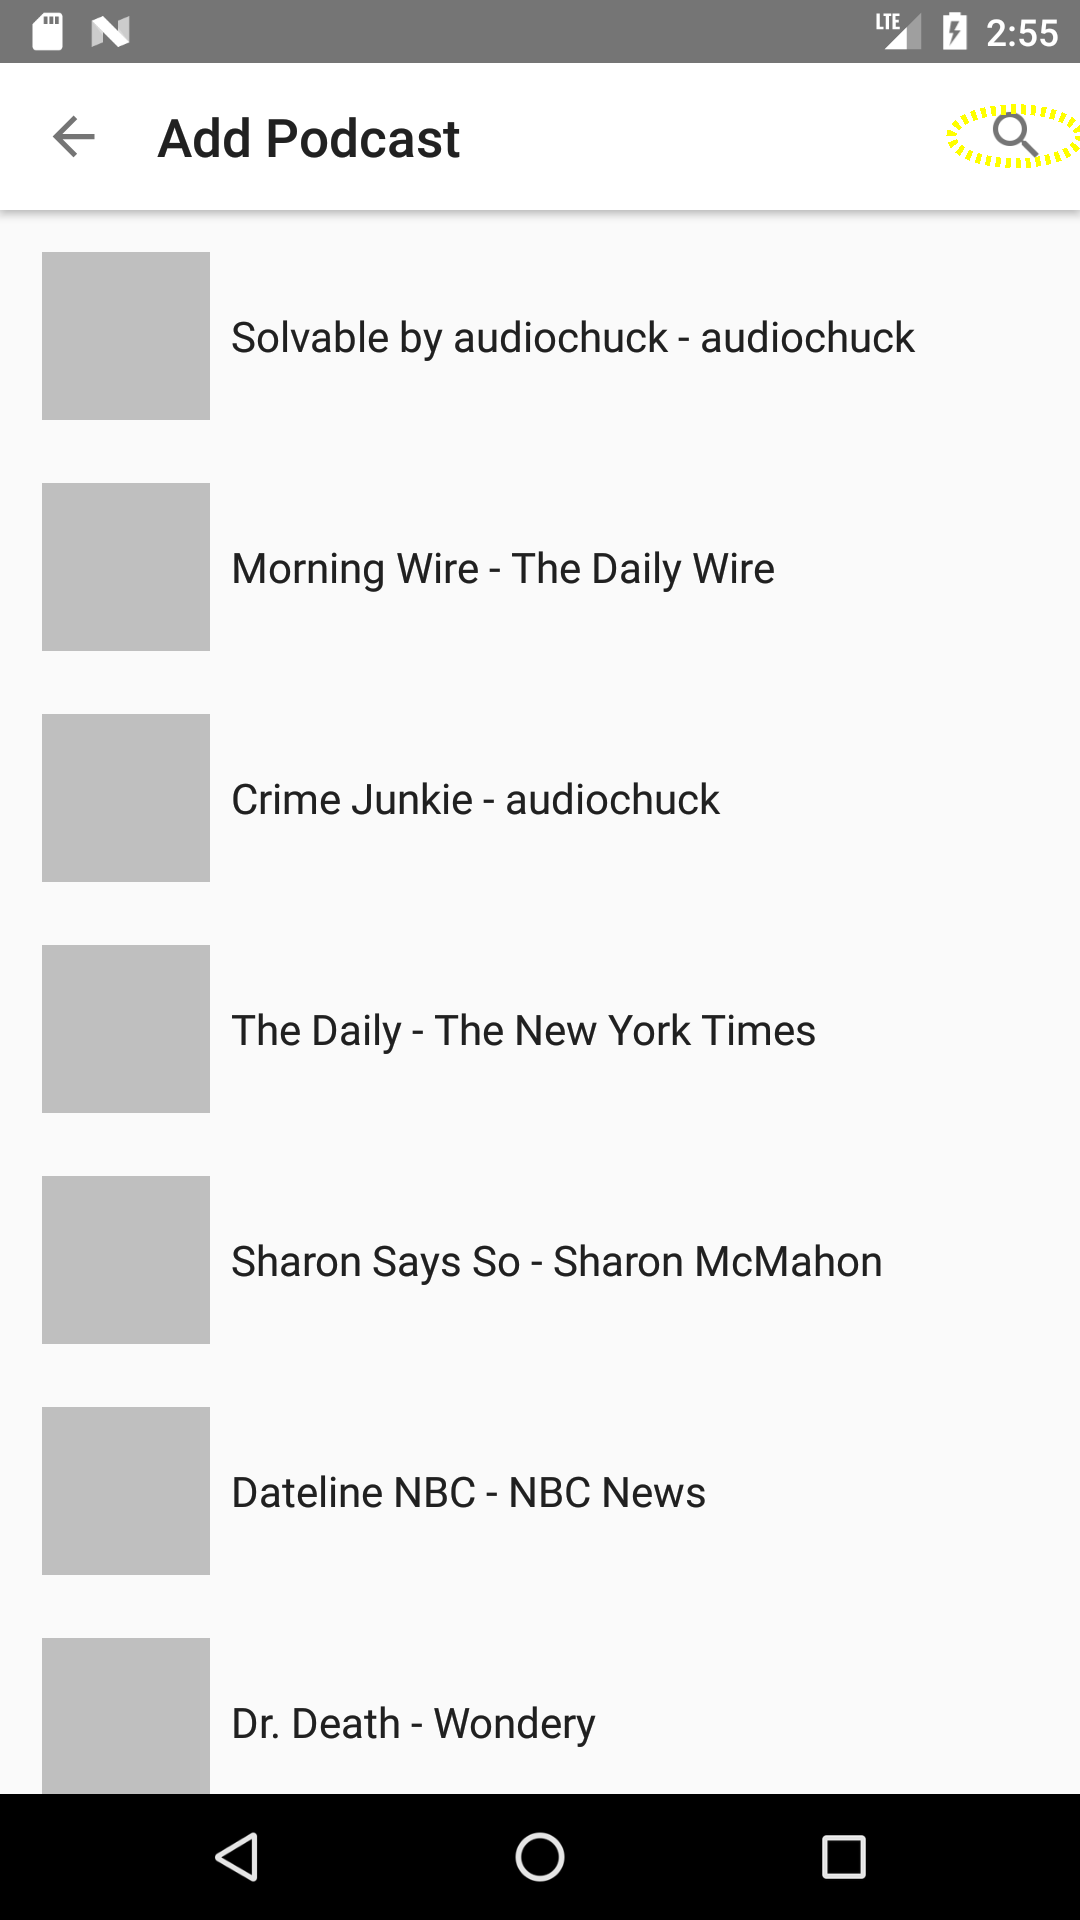 LTE 2:55
Add Podcast
Solvable by audiochuck - audiochuck
Morning Wire - The Daily Wire
Crime Junkie - audiochuck
The Daily - The New York Times
Sharon Says So - Sharon McMahon
Dateline NBC - NBC News
Dr. Death - Wondery